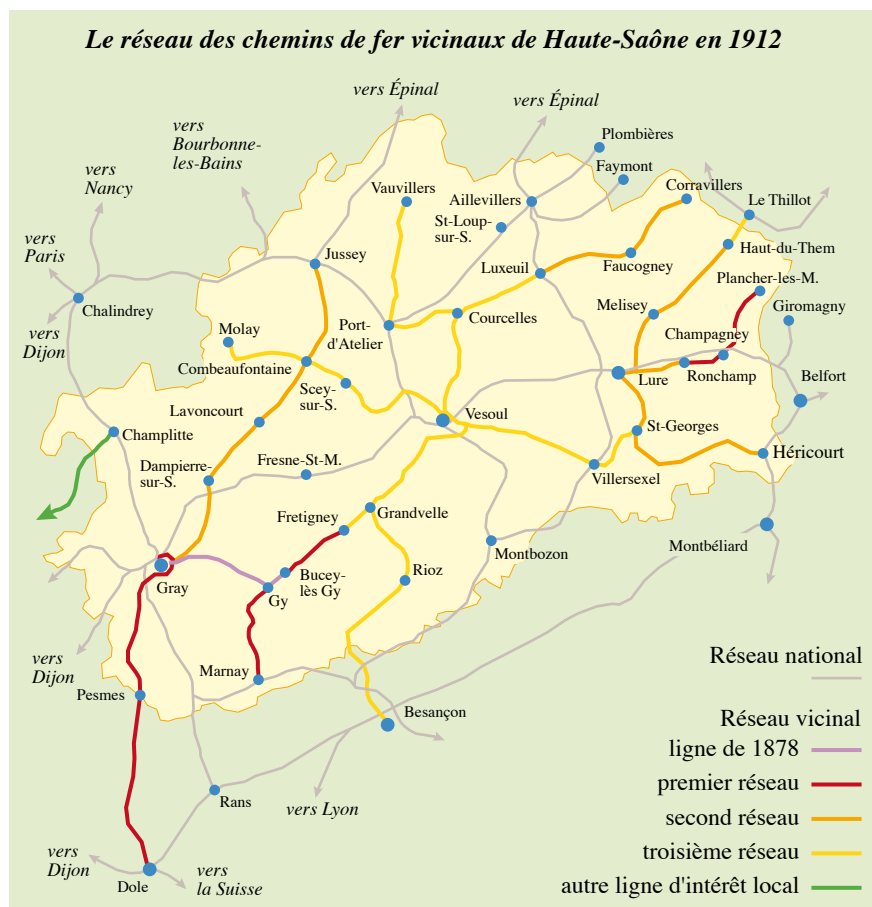 Le réseau des chemins de fer vicinaux de Haute-Saône en 1912
vers Épinal
vers Épinal
vers
Bourbonne-
les-Bains
Plombières
vers
Nancy
Faymont
Vauvillers
Aillevillers
Corravillers
Le Thillot
St-Loup-
sur-S.
vers
Paris
Jussey
Haut-du-Them
Luxeuil
Faucogney
Plancher-les-M.
Chalindrey
Melisey
Giromagny
vers
Dijon
Molay
Port-
d'Atelier
Courcelles
Champagney
Combeaufontaine
Scey-
sur-S.
Lure
Ronchamp
Belfort
Lavoncourt
Vesoul
Champlitte
St-Georges
Héricourt
Dampierre-
sur-S.
Fresne-St-M.
Villersexel
Fretigney
Grandvelle
Montbozon
Montbéliard
Gray
Bucey-
lès Gy
Gy
Rioz
vers
Dijon
Marnay
Réseau national
Pesmes
Besançon
Réseau vicinal
ligne de 1878
premier réseau
Rans
vers Lyon
second réseau
troisième réseau
vers
Dijon
Dole
vers
la Suisse
autre ligne d'intérêt local